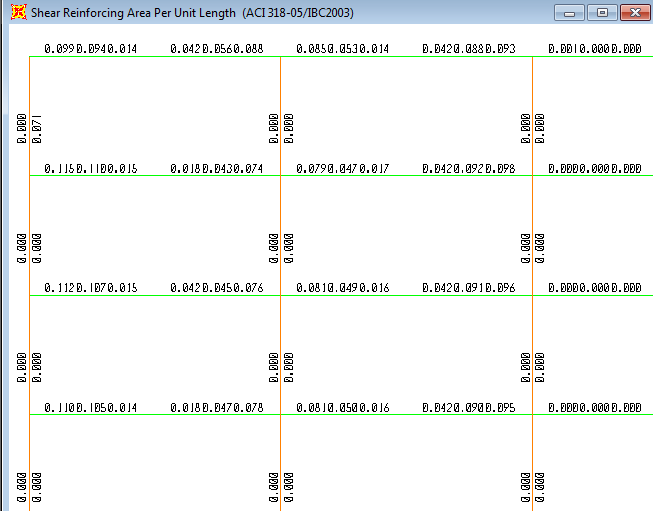 Shear Reinforcing Area Per Unit Length (ACI 318-05/IBC2003)
0.099 0.094 0.014 0.042 0.056 0.088 0.085 0.053 0.014 0.042 0.088 0.093 0.001 0.000 0.000
0.000 0.071 0.000 0.000 0.000 0.000
0.115 0.110 0.015 0.018 0.043 0.074 0.079 0.047 0.017 0.042 0.092 0.098 0.000 0.000 0.000
0.000 0.000 0.000 0.000 0.000 0.000
0.112 0.107 0.015 0.042 0.045 0.076 0.081 0.049 0.016 0.042 0.091 0.096 0.000 0.000 0.000
0.000 0.000 0.000 0.000 0.000 0.000
0.110 0.105 0.014 0.018 0.047 0.078 0.081 0.050 0.016 0.042 0.090 0.095 0.000 0.000 0.000
0.000 0.000 0.000 0.000 0.000 0.000